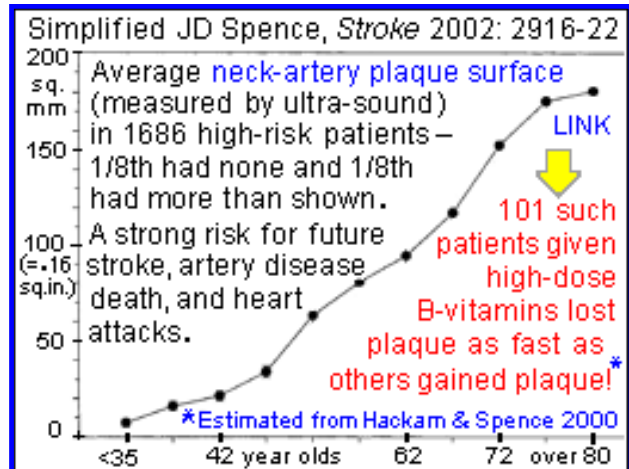 Simplified JD Spence, Stroke 2002: 2916-22
200
sq.
mm
150
100
(=.16
sq.in.)
50
0
Average neck-artery plaque surface
(measured by ultra-sound)
in 1686 high-risk patients –
1/8th had none and 1/8th
had more than shown.
A strong risk for future
stroke, artery disease
death, and heart
attacks.
LINK
101 such
patients given
high-dose
B-vitamins lost
plaque as fast as
others gained plaque!*
*Estimated from Hackam & Spence 2000
<35 42 year olds 62 72 over 80